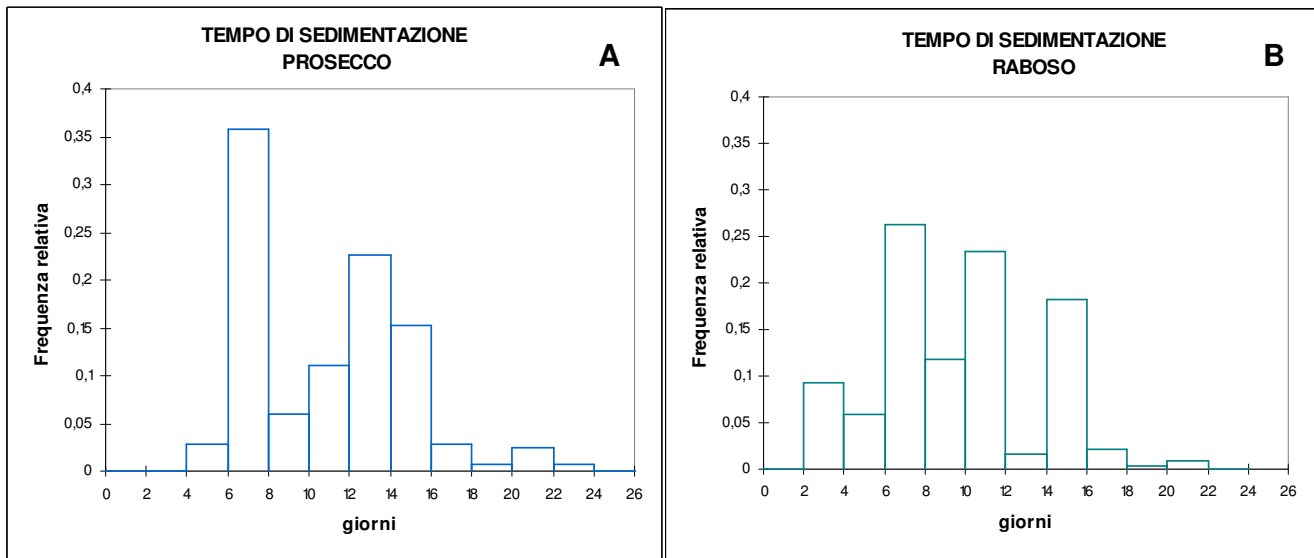 TEMPO DI SEDIMENTAZIONE
PROSECCO
A
0,4
0,35
0,3
0,25
0,2
0,15
0,1
0,05
0
Frequenza relativa
0 2 4 6 8 10 12 14 16 18 20 22 24 26
giorni
TEMPO DI SEDIMENTAZIONE
RABOSO
B
0,4
0,35
0,3
0,25
0,2
0,15
0,1
0,05
0
Frequenza relativa
0 2 4 6 8 10 12 14 16 18 20 22 24 26
giorni